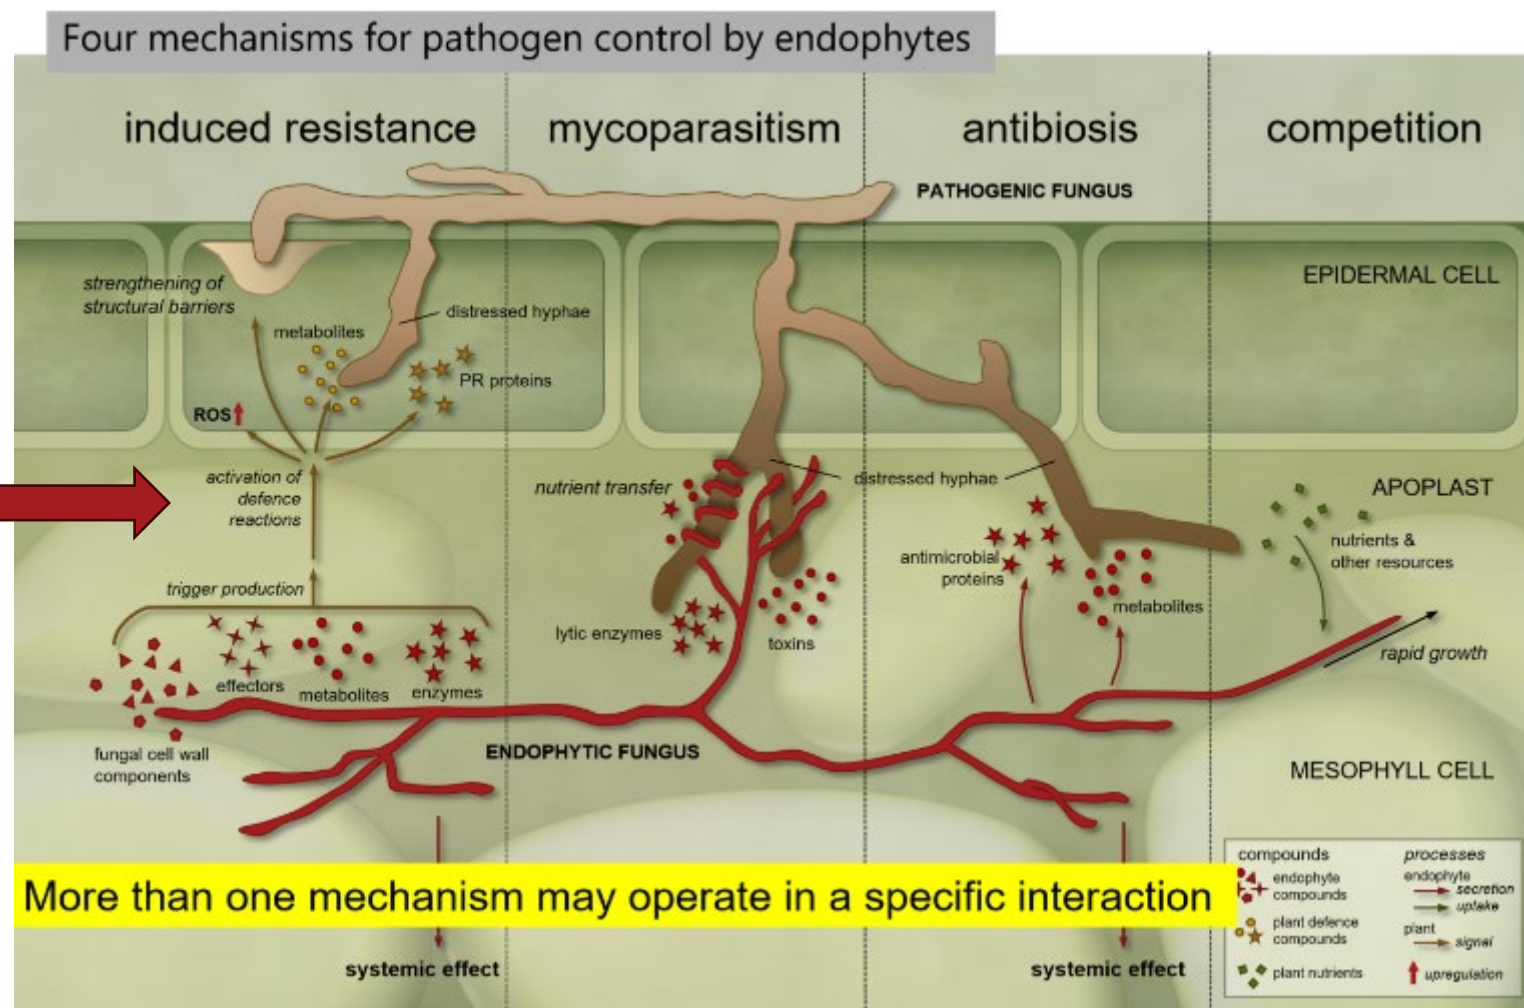 Four mechanisms for pathogen control by endophytes
induced resistance
mycoparasitism
antibiosis
competition
PATHOGENIC FUNGUS
EPIDERMAL CELL
strengthening of
structural barriers
metabolites
distressed hyphae
PR proteins
ROS
activation of
defence
reactions
nutrient transfer
distressed hyphae
APOPLAST
nutrients &
other resources
antimicrobial
proteins
metabolites
trigger production
lytic enzymes
toxins
rapid growth
effectors
metabolites
enzymes
fungal cell wall
components
ENDOPHYTIC FUNGUS
MESOPHYLL CELL
More than one mechanism may operate in a specific interaction
systemic effect
systemic effect
compounds
endophyte
compounds
plant defence
compounds
plant nutrients
processes
endophyte
secretion
uptake
plant
signal
upregulation